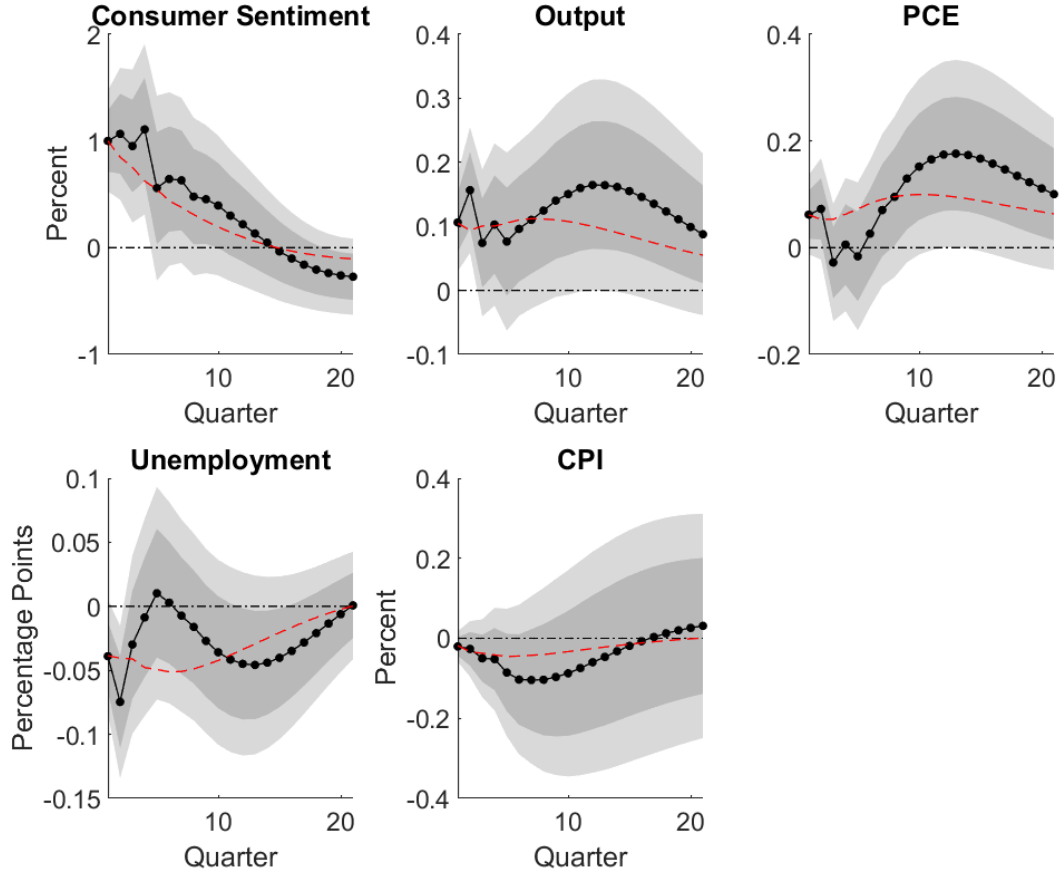 Consumer Sentiment
Percent
2
1
0
-1
10
20
Quarter
Output
0.4
0.3
0.2
0.1
0
-0.1
10
20
Quarter
PCE
0.4
0.2
0
-0.2
10
20
Quarter
Unemployment
Percentage Points
0.1
0.05
0
-0.05
-0.1
-0.15
10
20
Quarter
CPI
Percent
0.4
0.2
0
-0.2
-0.4
10
20
Quarter